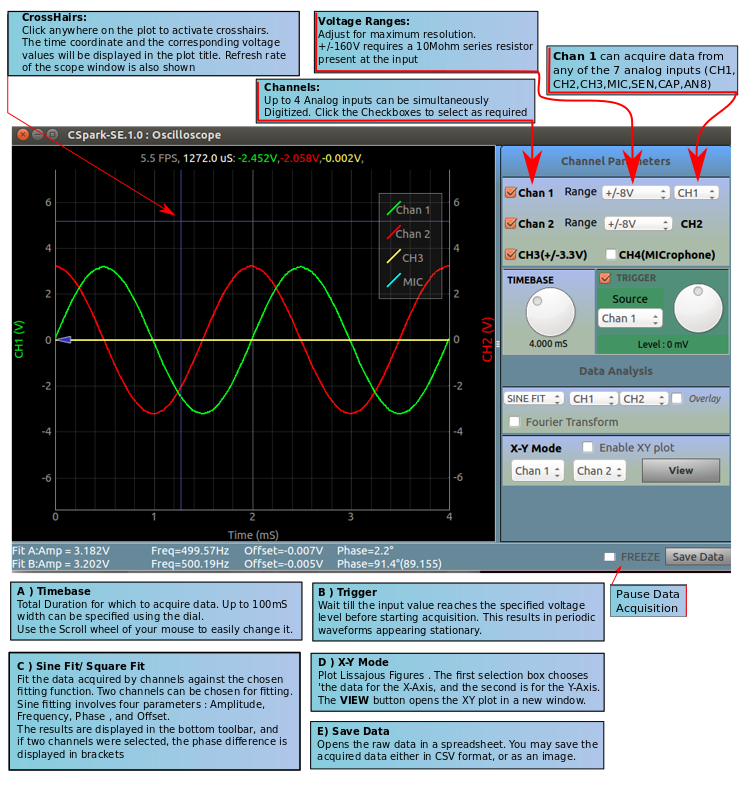 CrossHairs:
Click anywhere on the plot to activate crosshairs.
The time coordinate and the corresponding voltage
values will be displayed in the plot title. Refresh rate
of the scope window is also shown
Voltage Ranges:
Adjust for maximum resolution.
+/-160V requires a 10Mohm series resistor
present at the input
Chan 1 can acquire data from
any of the 7 analog inputs (CH1,
CH2,CH3,MIC,SEN,CAP,AN8)
Channels:
Up to 4 Analog inputs can be simultaneously
Digitized. Click the Checkboxes to select as required
CSpark-SE.1.0 : Oscilloscope
5.5 FPS, 1272.0 uS: -2.452V,-2.058V,-0.002V,
Chan 1
Chan 2
CH3
MIC
6
4
2
0
-2
-4
-6
CH1 (V)
6
4
2
0
-2
-4
-6
CH2 (V)
0 1 2 3 4
Time (mS)
Channel Parameters
Chan 1 Range +/-8V CH1
Chan 2 Range +/-8V CH2
CH3(+/-3.3V) CH4(MICrophone)
TIMEBASE
4.000 mS
TRIGGER
Source
Chan 1
Level : 0 mV
Data Analysis
SINE FIT CH1 CH2 Overlay
Fourier Transform
X-Y Mode Enable XY plot
Chan 1 Chan 2 View
Fit A:Amp = 3.182V Freq=499.57Hz Offset=-0.007V Phase=2.2°
Fit B:Amp = 3.202V Freq=500.19Hz Offset=-0.005V Phase=91.4°(89.155)
FREEZE Save Data
A ) Timebase
Total Duration for which to acquire data. Up to 100mS
width can be specified using the dial.
Use the Scroll wheel of your mouse to easily change it.
B ) Trigger
Wait till the input value reaches the specified voltage
level before starting acquisition. This results in periodic
waveforms appearing stationary.
Pause Data
Acquisition
C ) Sine Fit/ Square Fit
Fit the data acquired by channels against the chosen
fitting function. Two channels can be chosen for fitting.
Sine fitting involves four parameters : Amplitude,
Frequency, Phase , and Offset.
The results are displayed in the bottom toolbar, and
if two channels were selected, the phase difference is
displayed in brackets
D ) X-Y Mode
Plot Lissajous Figures . The first selection box chooses
'the data for the X-Axis, and the second is for the Y-Axis.
The VIEW button opens the XY plot in a new window.
E) Save Data
Opens the raw data in a spreadsheet. You may save the
acquired data either in CSV format, or as an image.